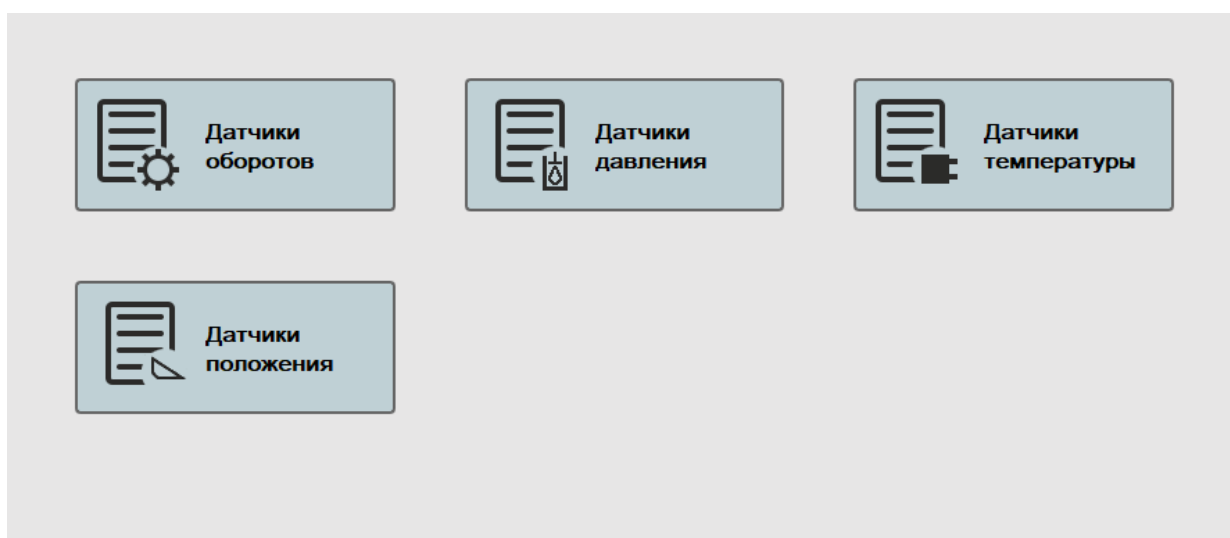 Датчики
оборотов
Датчики
давления
Датчики
температуры
Датчики
положения